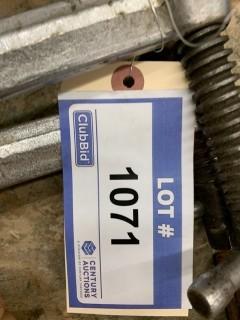 LOT #
1071
ClubBid
CENTURY
AUCTIONS